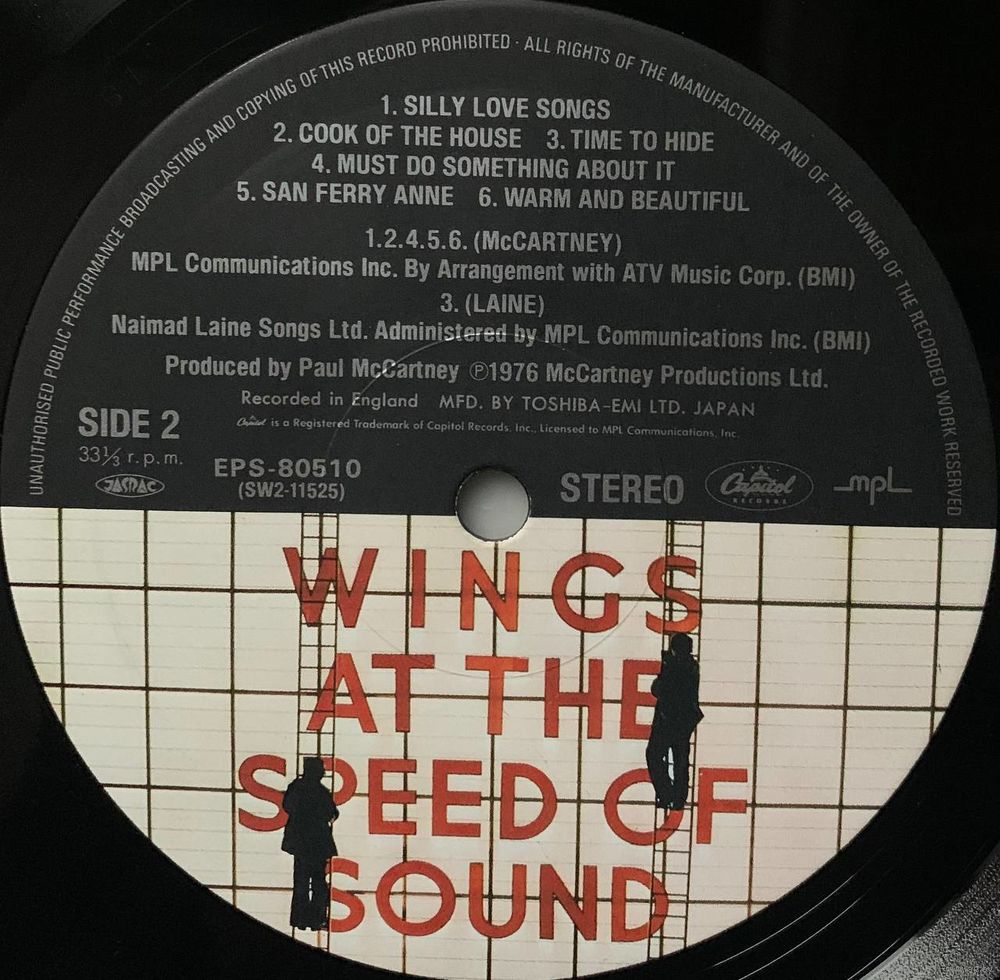 UNAUTHORISED PUBLIC PERFORMANCE BROADCASTING AND COPYING OF THIS RECORD PROHIBITED · ALL RIGHTS OF THE MANUFACTURER AND OF THE OWNER OF THE RECORDED WORK RESERVED
1. SILLY LOVE SONGS
2. COOK OF THE HOUSE 3. TIME TO HIDE
4. MUST DO SOMETHING ABOUT IT
5. SAN FERRY ANNE 6. WARM AND BEAUTIFUL
1.2.4.5.6. (McCARTNEY)
MPL Communications Inc. By Arrangement with ATV Music Corp. (BMI)
3. (LAINE)
Naimad Laine Songs Ltd. Administered by MPL Communications Inc. (BMI)
Produced by Paul McCartney ℗1976 McCartney Productions Ltd.
Recorded in England MFD. BY TOSHIBA-EMI LTD. JAPAN
Capitol is a Registered Trademark of Capitol Records, Inc., Licensed to MPL Communications, Inc.
SIDE 2
33⅓ r.p.m.
JASRAC
EPS-80510
(SW2-11525)
STEREO
Capitol
RECORDS
mpl
WINGS
AT THE
SPEED OF
SOUND